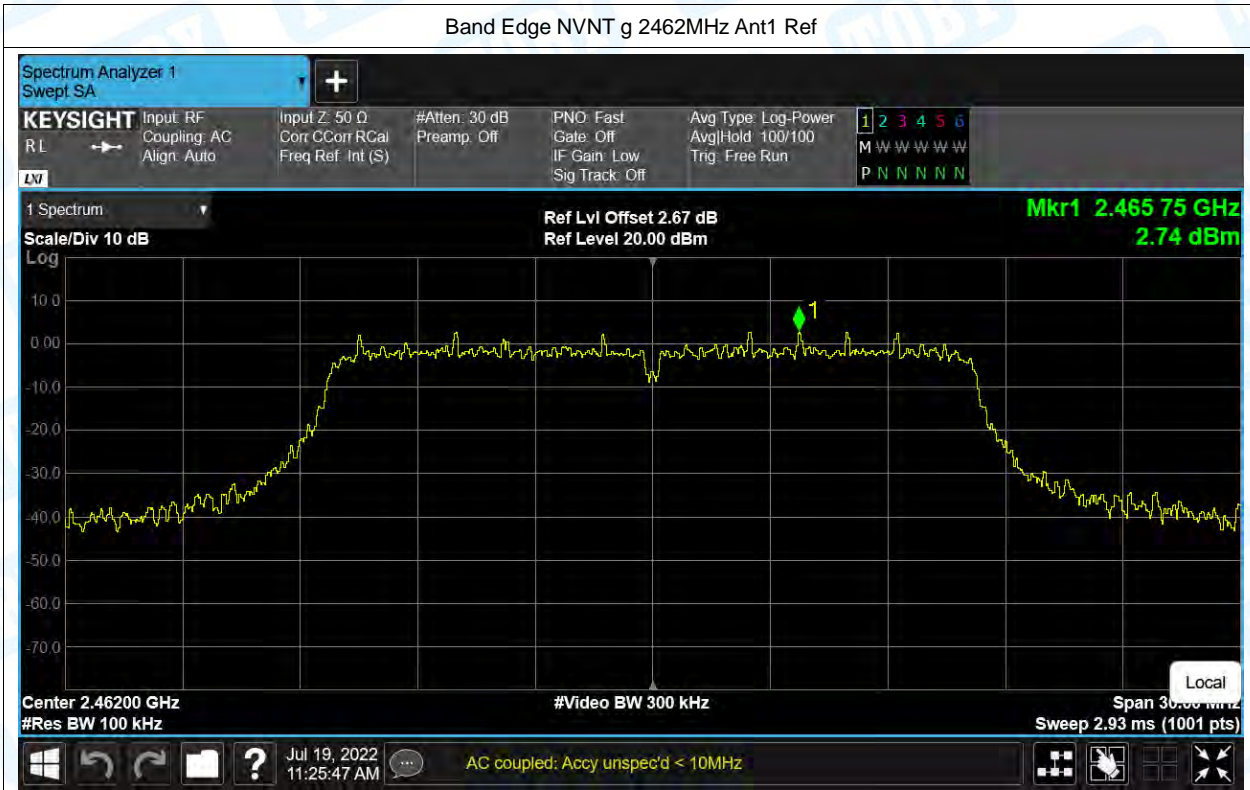 Band Edge NVNT g 2462MHz Ant1 Ref
Spectrum Analyzer 1
Swept SA
+
KEYSIGHT
RL
LXI
Input: RF
Coupling: AC
Align: Auto
Input Z: 50 Ω
Corr CCorr RCal
Freq Ref: Int (S)
#Atten: 30 dB
Preamp: Off
PNO: Fast
Gate: Off
IF Gain: Low
Sig Track: Off
Avg Type: Log-Power
Avg|Hold: 100/100
Trig: Free Run
1 2 3 4 5 6
M W W W W W
P N N N N N
1 Spectrum
Scale/Div 10 dB
Log
Ref Lvl Offset 2.67 dB
Ref Level 20.00 dBm
Mkr1 2.465 75 GHz
2.74 dBm
10.0
0.00
-10.0
-20.0
-30.0
-40.0
-50.0
-60.0
-70.0
1
Local
Center 2.46200 GHz
#Res BW 100 kHz
#Video BW 300 kHz
Span 30.00 MHz
Sweep 2.93 ms (1001 pts)
?
Jul 19, 2022
11:25:47 AM
AC coupled: Accy unspec'd < 10MHz